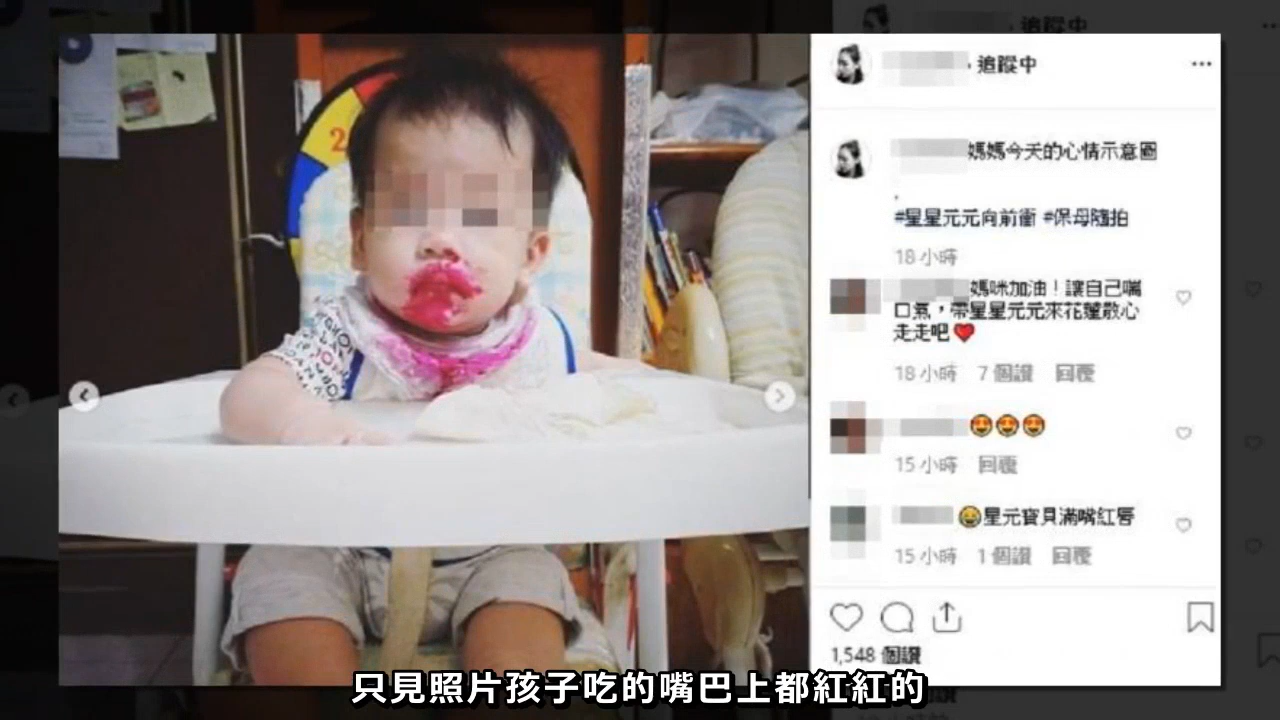 追蹤中
追蹤中
媽媽今天的心情示意圖
.
#星星元元向前衝 #保母隨拍
18 小時
媽咪加油！讓自己喘
口氣，帶星星元元來花蓮散心
走走吧❤️
18 小時 7 個讚 回覆
😍😍😍
15 小時 回覆
😂星元寶貝滿嘴紅唇
15 小時 1 個讚 回覆
1,548 個讚
2
只見照片孩子吃的嘴巴上都紅紅的